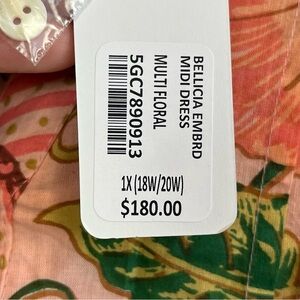 BELLICIA EMBRD
MIDI DRESS
MULTI FLORAL
5GC7890913
1X (18W/20W)
$180.00